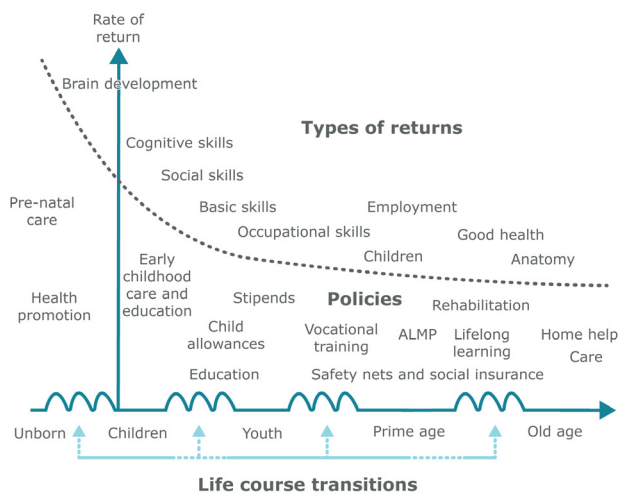 Rate of
return
Brain development
Types of returns
Cognitive skills
Social skills
Pre-natal
care
Basic skills
Employment
Occupational skills
Good health
Children
Anatomy
Early
childhood
care and
education
Health
promotion
Stipends
Policies
Rehabilitation
Child
allowances
Vocational
training
ALMP
Lifelong
learning
Home help
Care
Education
Safety nets and social insurance
Unborn
Children
Youth
Prime age
Old age
Life course transitions